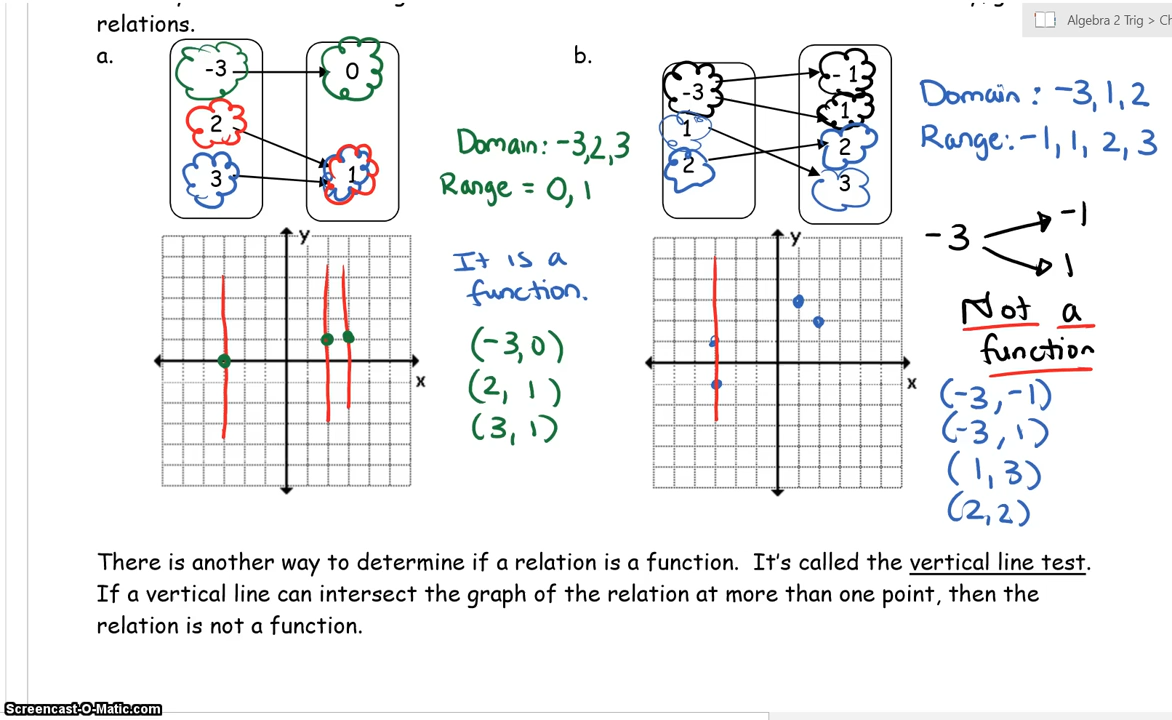 relations.
Algebra 2 Trig > Ch
a.
-3
0
2
3
1
Domain: -3,2,3
Range = 0, 1
y
x
It is a
function.
(-3,0)
(2, 1)
(3, 1)
b.
-3
1
2
-1
1
2
3
Domain: -3, 1, 2
Range: -1, 1, 2, 3
-3
-1
1
y
x
Not a
function
(-3,-1)
(-3, 1)
(1, 3)
(2,2)
There is another way to determine if a relation is a function. It's called the vertical line test.
If a vertical line can intersect the graph of the relation at more than one point, then the
relation is not a function.
Screencast-O-Matic.com